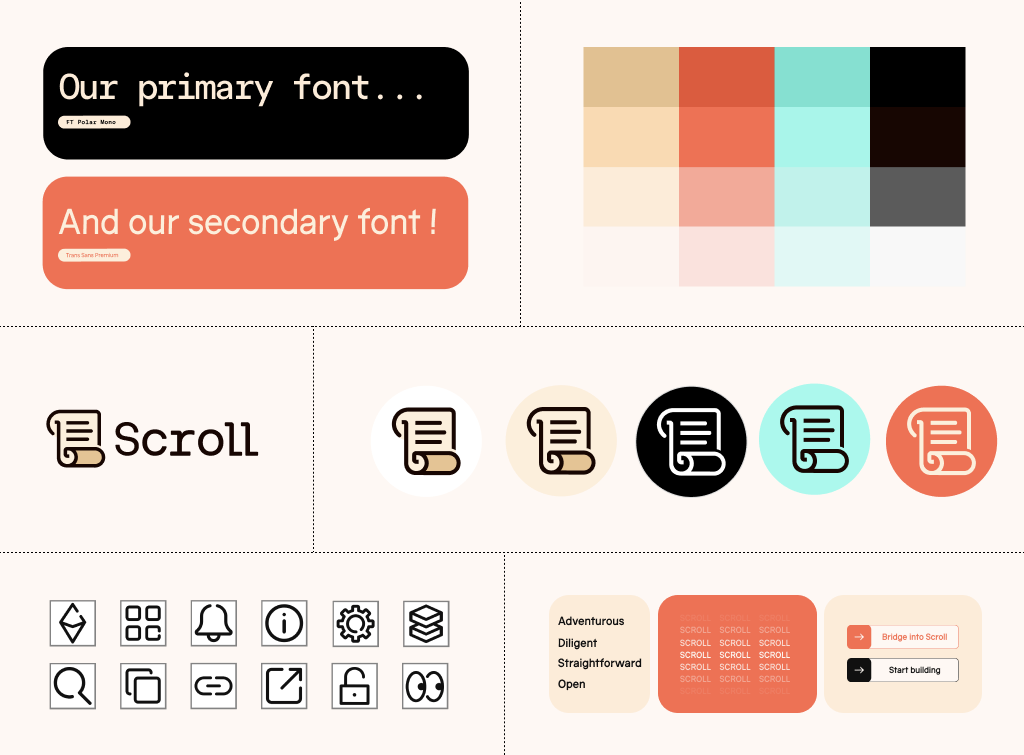 Our primary font...
FT Polar Mono
And our secondary font !
Trans Sans Premium
Scroll
Adventurous
Diligent
Straightforward
Open
SCROLL SCROLL SCROLL
SCROLL SCROLL SCROLL
SCROLL SCROLL SCROLL
SCROLL SCROLL SCROLL
SCROLL SCROLL SCROLL
SCROLL SCROLL SCROLL
SCROLL SCROLL SCROLL
Bridge into Scroll
Start building